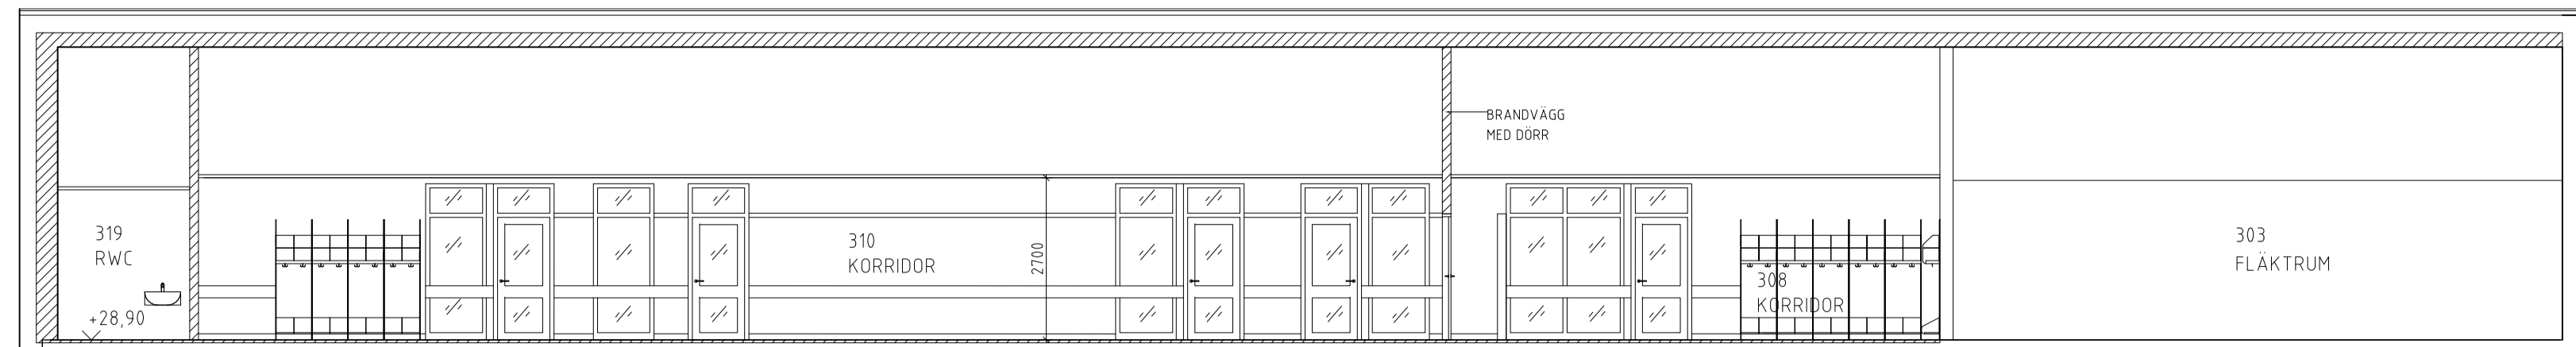 BRANDVÄGG
MED DÖRR
319
RWC
+28,90
310
KORRIDOR
2700
308
KORRIDOR
303
FLÄKTRUM